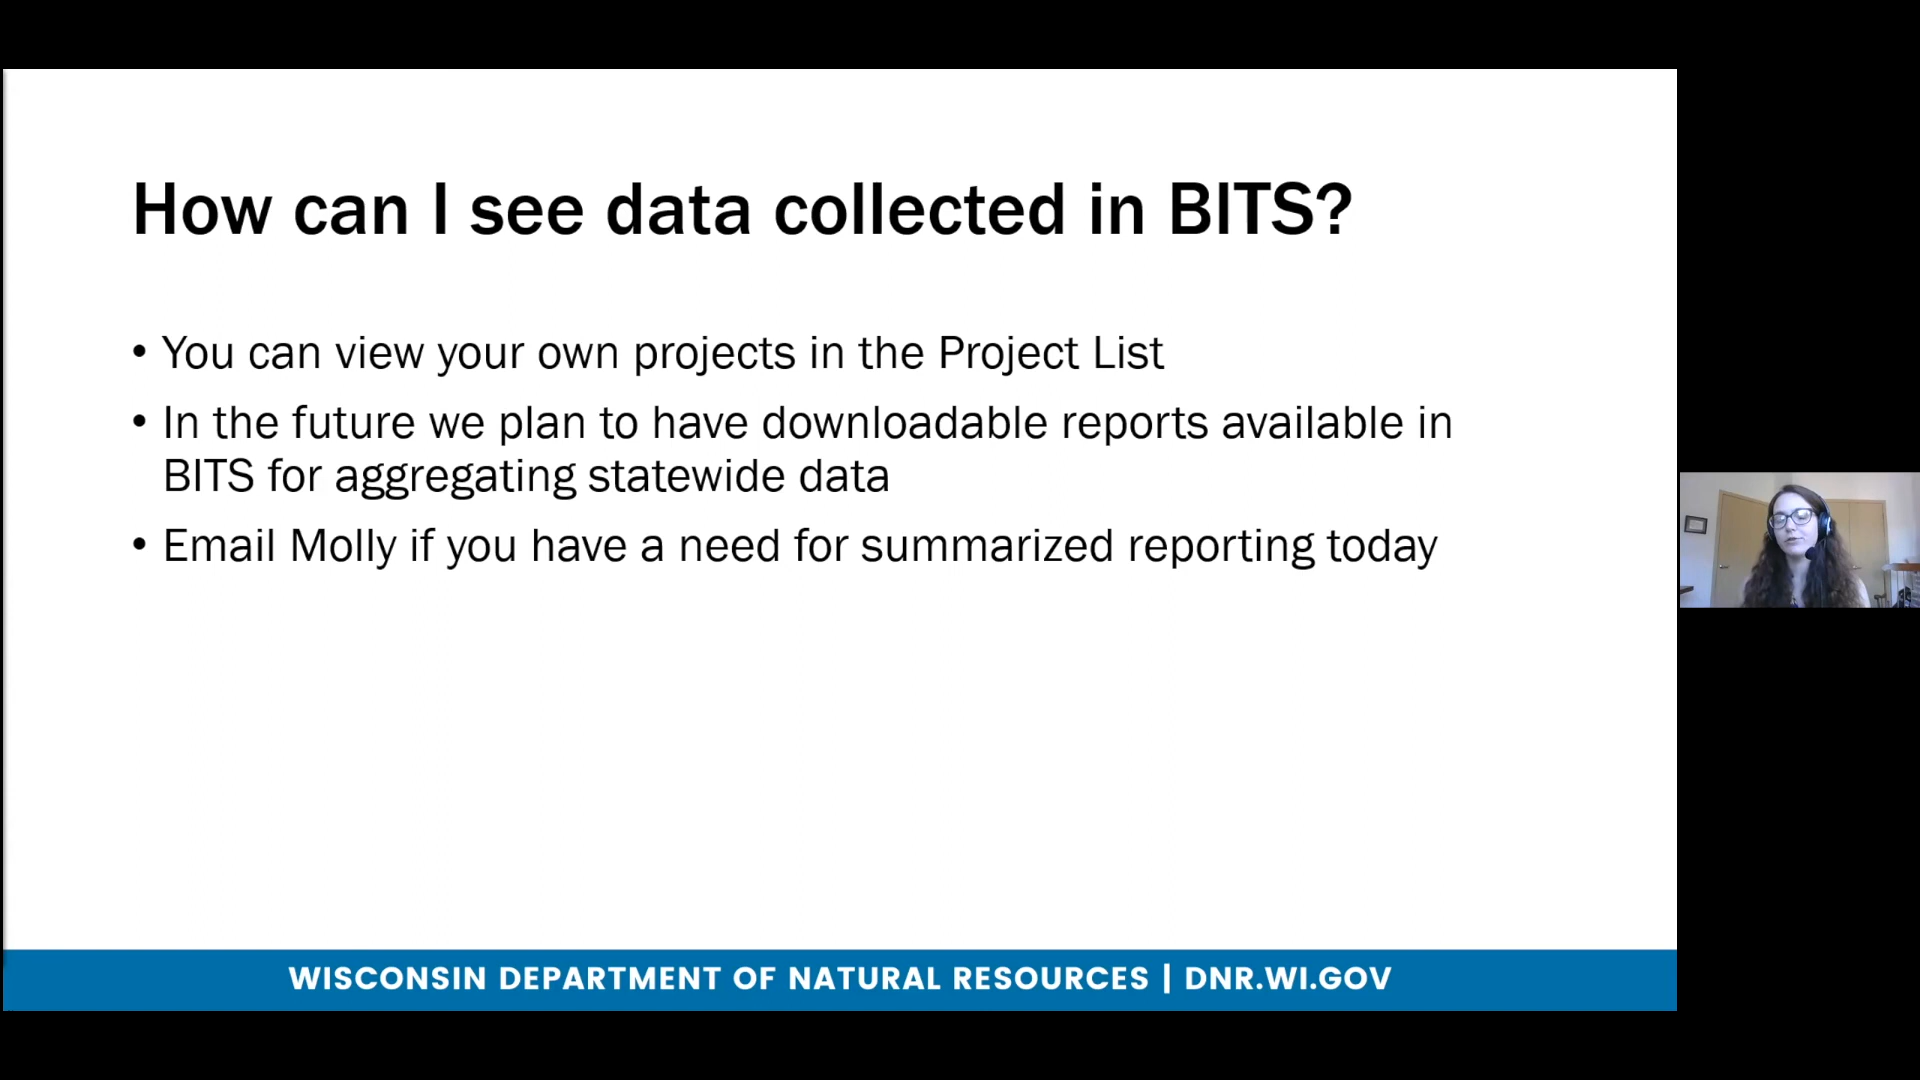 How can I see data collected in BITS?
• You can view your own projects in the Project List
• In the future we plan to have downloadable reports available in
BITS for aggregating statewide data
• Email Molly if you have a need for summarized reporting today
WISCONSIN DEPARTMENT OF NATURAL RESOURCES | DNR.WI.GOV